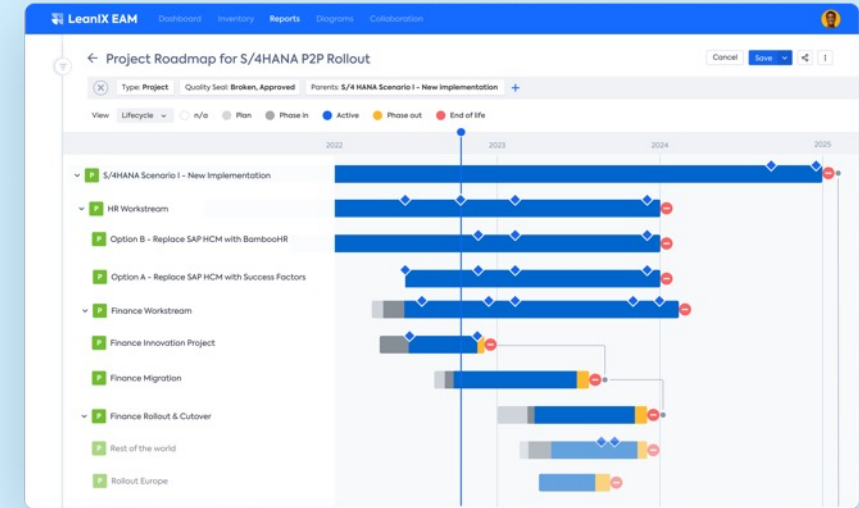 LeanIX EAM Dashboard Inventory Reports Diagrams Collaboration
← Project Roadmap for S/4HANA P2P Rollout Cancel Save
Type: Project Quality Seal: Broken, Approved Parents: S/4 HANA Scenario I - New implementation +
View Lifecycle n/a Plan Phase in Active Phase out End of life
2022 2023 2024 2025
P S/4HANA Scenario I - New Implementation
P HR Workstream
P Option B - Replace SAP HCM with BambooHR
P Option A - Replace SAP HCM with Success Factors
P Finance Workstream
P Finance Innovation Project
P Finance Migration
P Finance Rollout & Cutover
P Rest of the world
P Rollout Europe